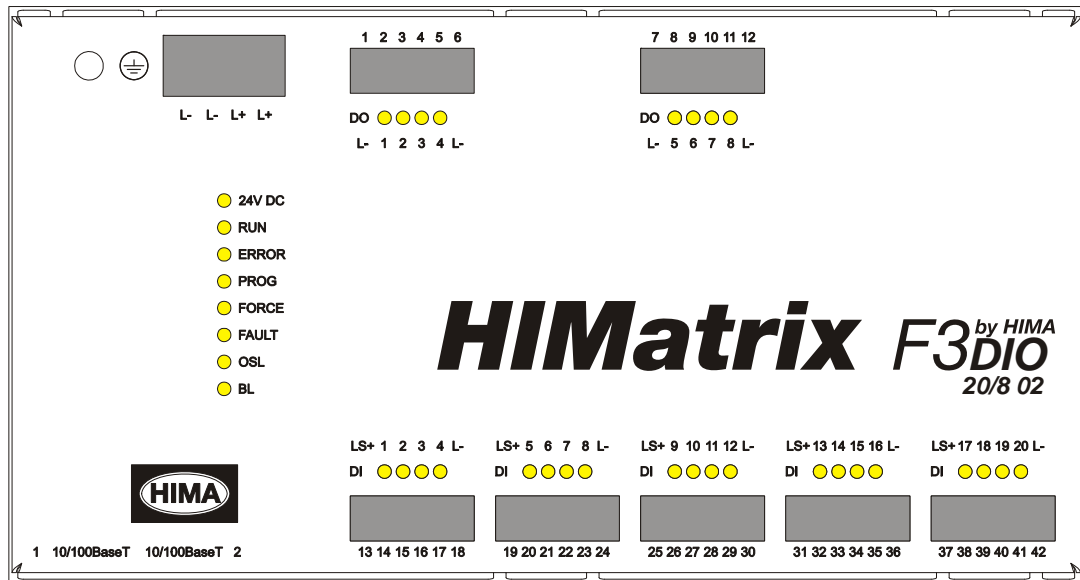 1 2 3 4 5 6
7 8 9 10 11 12
L- L- L+ L+
DO
DO
L- 1 2 3 4 L-
L- 5 6 7 8 L-
24V DC
RUN
ERROR
PROG
FORCE
FAULT
OSL
BL
HIMatrix F3 by HIMA
DIO
20/8 02
LS+ 1 2 3 4 L-
LS+ 5 6 7 8 L-
LS+ 9 10 11 12 L-
LS+ 13 14 15 16 L-
LS+ 17 18 19 20 L-
DI
DI
DI
DI
DI
HIMA
1 10/100BaseT 10/100BaseT 2
13 14 15 16 17 18
19 20 21 22 23 24
25 26 27 28 29 30
31 32 33 34 35 36
37 38 39 40 41 42